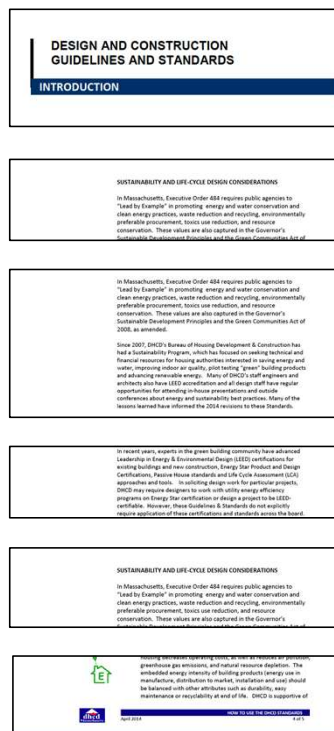 DESIGN AND CONSTRUCTION
GUIDELINES AND STANDARDS
INTRODUCTION
SUSTAINABILITY AND LIFE-CYCLE DESIGN CONSIDERATIONS
In Massachusetts, Executive Order 484 requires public agencies to
"Lead by Example" in promoting energy and water conservation and
clean energy practices, waste reduction and recycling, environmentally
preferable procurement, toxics use reduction, and resource
conservation. These values are also captured in the Governor's
Sustainable Development Principles and the Green Communities Act of
In Massachusetts, Executive Order 484 requires public agencies to
"Lead by Example" in promoting energy and water conservation and
clean energy practices, waste reduction and recycling, environmentally
preferable procurement, toxics use reduction, and resource
conservation. These values are also captured in the Governor's
Sustainable Development Principles and the Green Communities Act of
2008, as amended.
Since 2007, DHCD's Bureau of Housing Development & Construction has
had a Sustainability Program, which has focused on seeking technical and
financial resources for housing authorities interested in saving energy and
water, improving indoor air quality, pilot testing "green" building products
and advancing renewable energy. Many of DHCD's staff engineers and
architects also have LEED accreditation and all design staff have regular
opportunities for attending in-house presentations and outside
conferences about energy and sustainability best practices. Many of the
lessons learned have informed the 2014 revisions to these Standards.
In recent years, experts in the green building community have advanced
Leadership in Energy & Environmental Design (LEED) certifications for
existing buildings and new construction, Energy Star Product and Design
Certifications, Passive House standards and Life Cycle Assessment (LCA)
approaches and tools. In soliciting design work for particular projects,
DHCD may require designers to work with utility energy efficiency
programs on Energy Star certification or design a project to be LEED-
certifiable. However, these Guidelines & Standards do not explicitly
require application of these certifications and standards across the board.
SUSTAINABILITY AND LIFE-CYCLE DESIGN CONSIDERATIONS
In Massachusetts, Executive Order 484 requires public agencies to
"Lead by Example" in promoting energy and water conservation and
clean energy practices, waste reduction and recycling, environmentally
preferable procurement, toxics use reduction, and resource
conservation. These values are also captured in the Governor's
Sustainable Development Principles and the Green Communities Act of
housing decreases operating costs, as well as reduces air pollution,
greenhouse gas emissions, and natural resource depletion. The
embedded energy intensity of building products (energy use in
manufacture, distribution to market, installation and use) should
be balanced with other attributes such as durability, easy
maintenance or recyclability at end of life. DHCD is supportive of
E
dhcd
HOW TO USE THE DHCD STANDARDS
April 2014
4 of 5